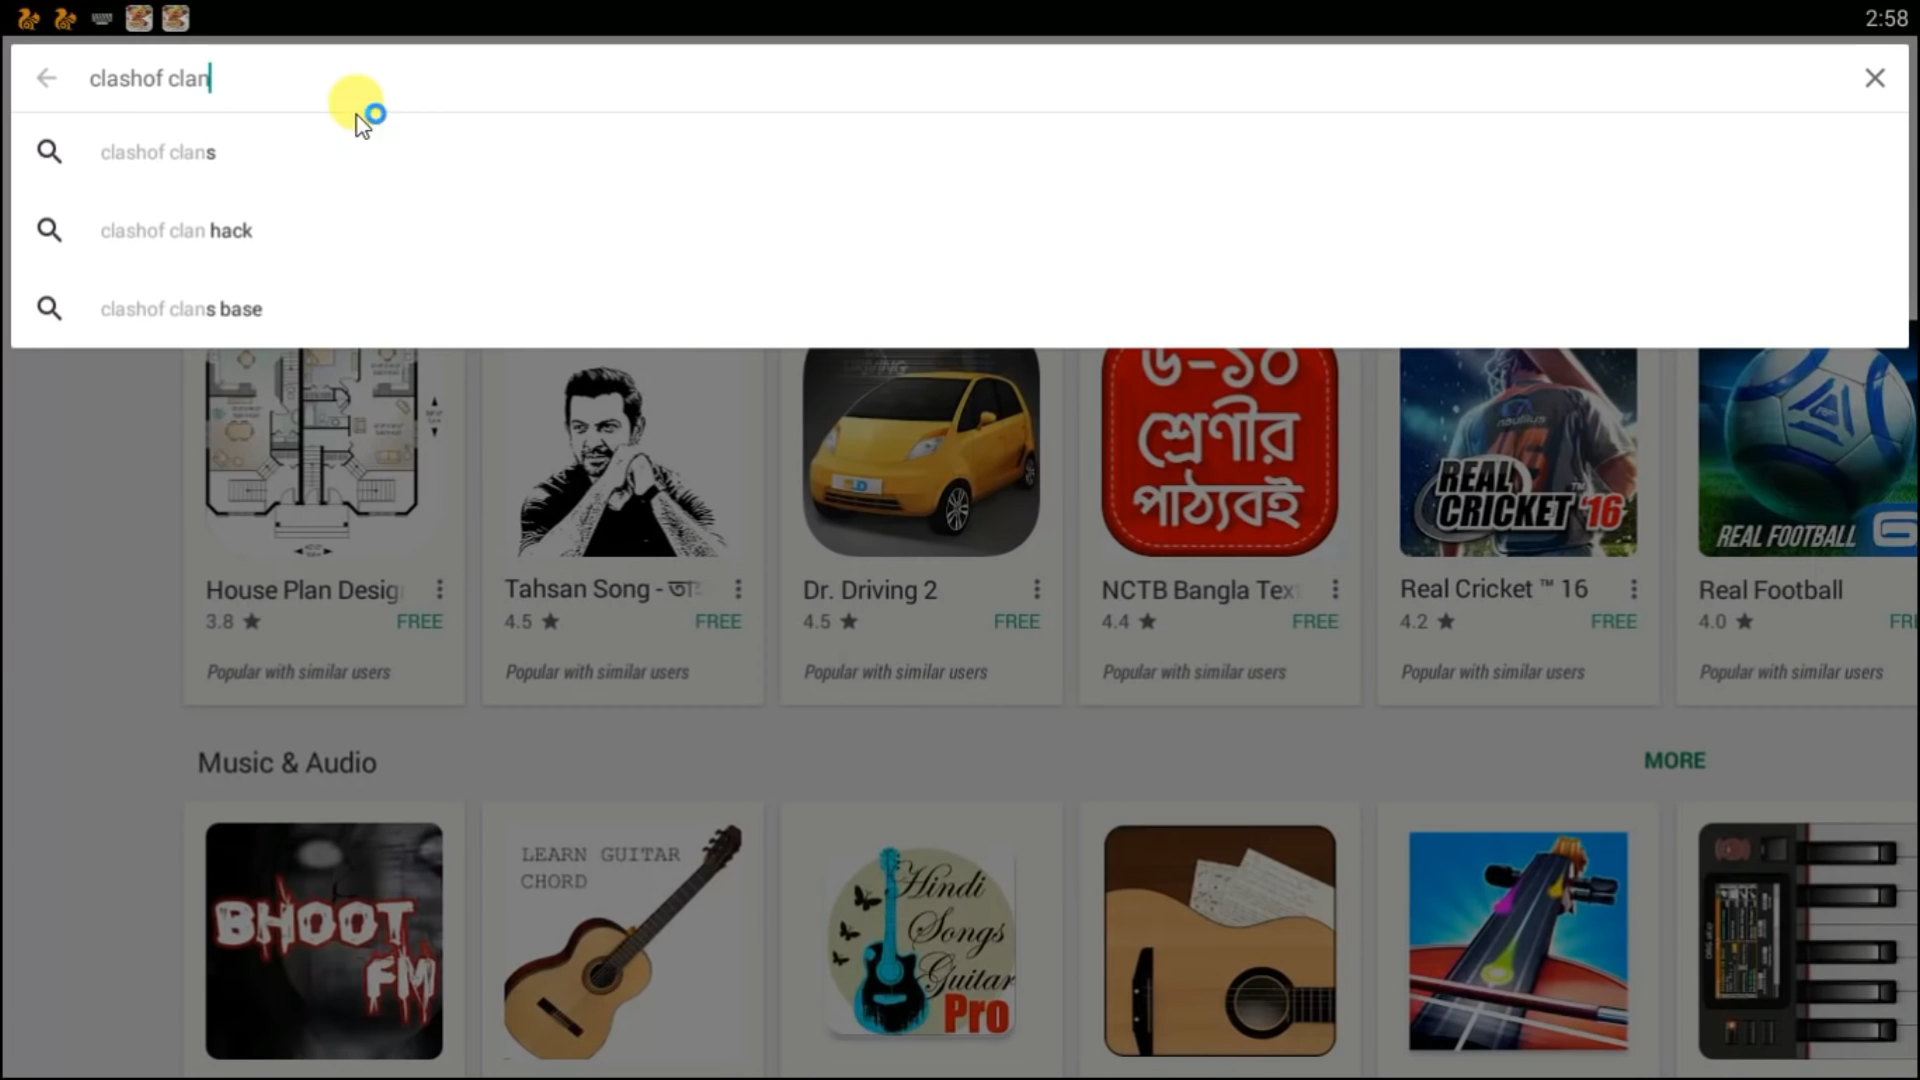 2:58
clashof clan
clashof clans
clashof clan hack
clashof clans base
৬-১০
শ্রেণীর
পাঠ্যবই
nautilus
REAL
CRICKET™ '16
REAL FOOTBALL
House Plan Desig
3.8 ★ FREE
Popular with similar users
Tahsan Song - তা
4.5 ★ FREE
Popular with similar users
Dr. Driving 2
4.5 ★ FREE
Popular with similar users
NCTB Bangla Tex
4.4 ★ FREE
Popular with similar users
Real Cricket ™ 16
4.2 ★ FREE
Popular with similar users
Real Football
4.0 ★ FRE
Popular with similar users
Music & Audio
MORE
BHOOT
FM
LEARN GUITAR
CHORD
Hindi
Songs
Guitar
Pro